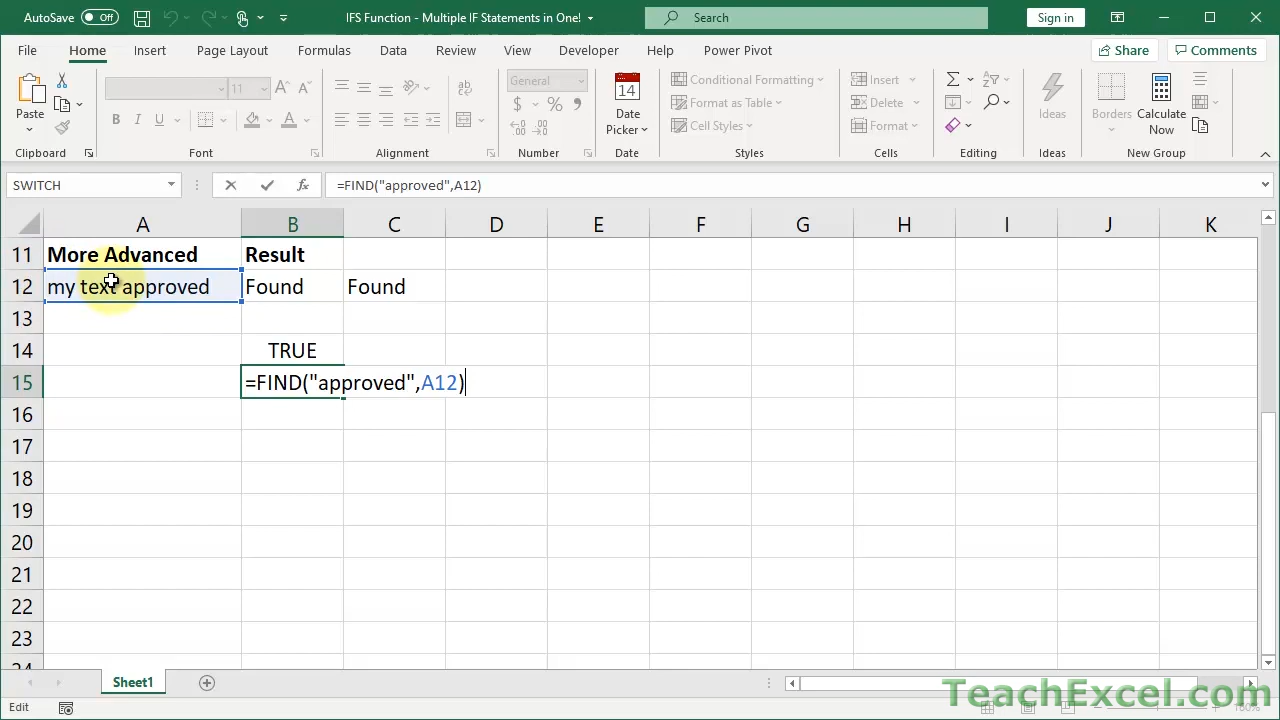 AutoSave Off IFS Function - Multiple IF Statements in One! Search Sign in
File Home Insert Page Layout Formulas Data Review View Developer Help Power Pivot Share Comments
11 General Conditional Formatting Insert
Paste B I U A $ % Format as Table Delete Date Picker Ideas Borders Calculate Now
Cell Styles Format
Clipboard Font Alignment Number Date Styles Cells Editing Ideas New Group
SWITCH fx =FIND("approved",A12)
A B C D E F G H I J K
11 More Advanced Result
12 my text approved Found Found
13
14 TRUE
15 =FIND("approved",A12)
16
17
18
19
20
21
22
23
24
Sheet1
TeachExcel.com
Edit 100%